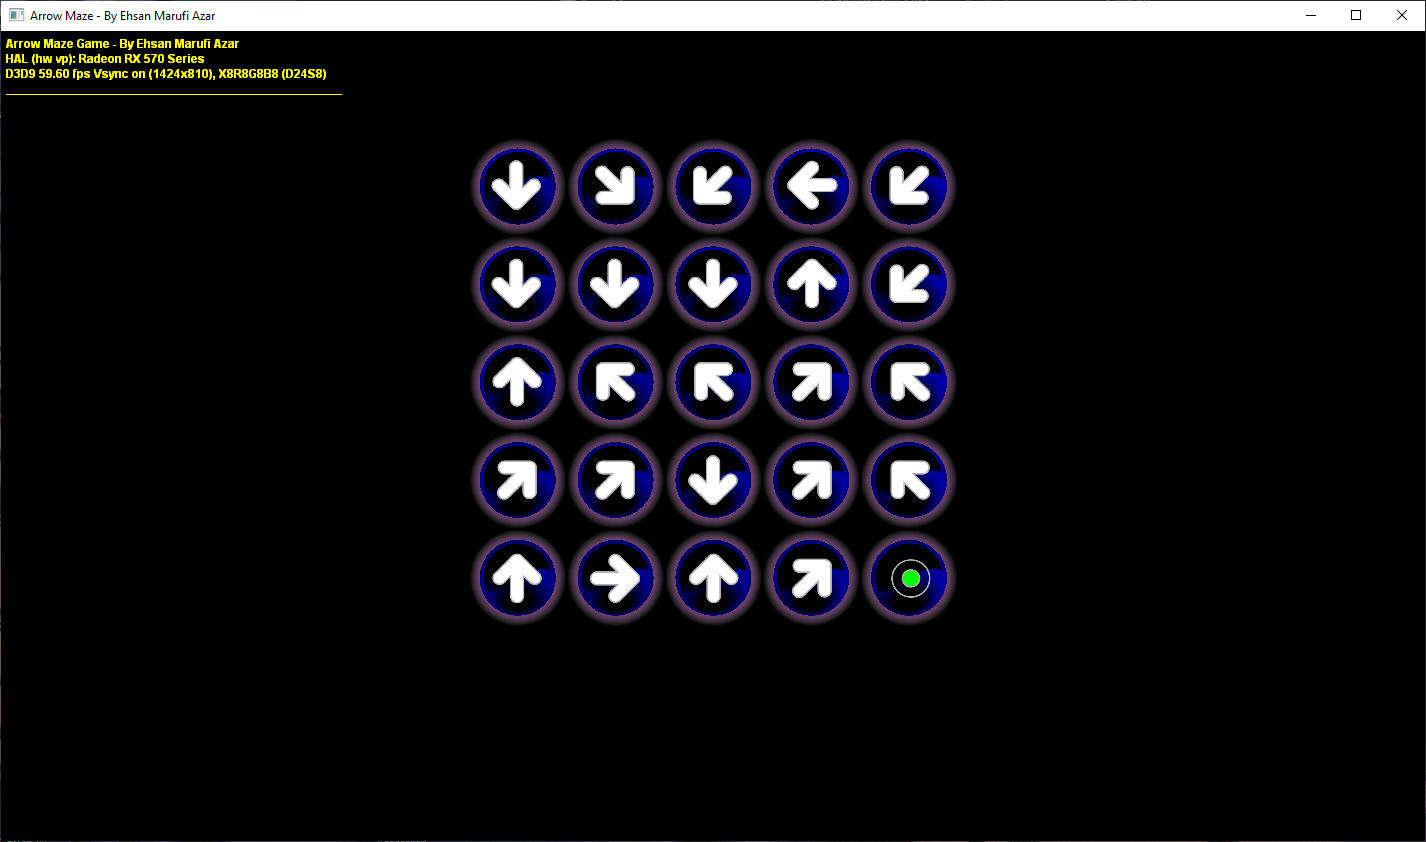 Arrow Maze - By Ehsan Marufi Azar
Arrow Maze Game - By Ehsan Marufi Azar
HAL (hw vp): Radeon RX 570 Series
D3D9 59.60 fps Vsync on (1424x810), X8R8G8B8 (D24S8)